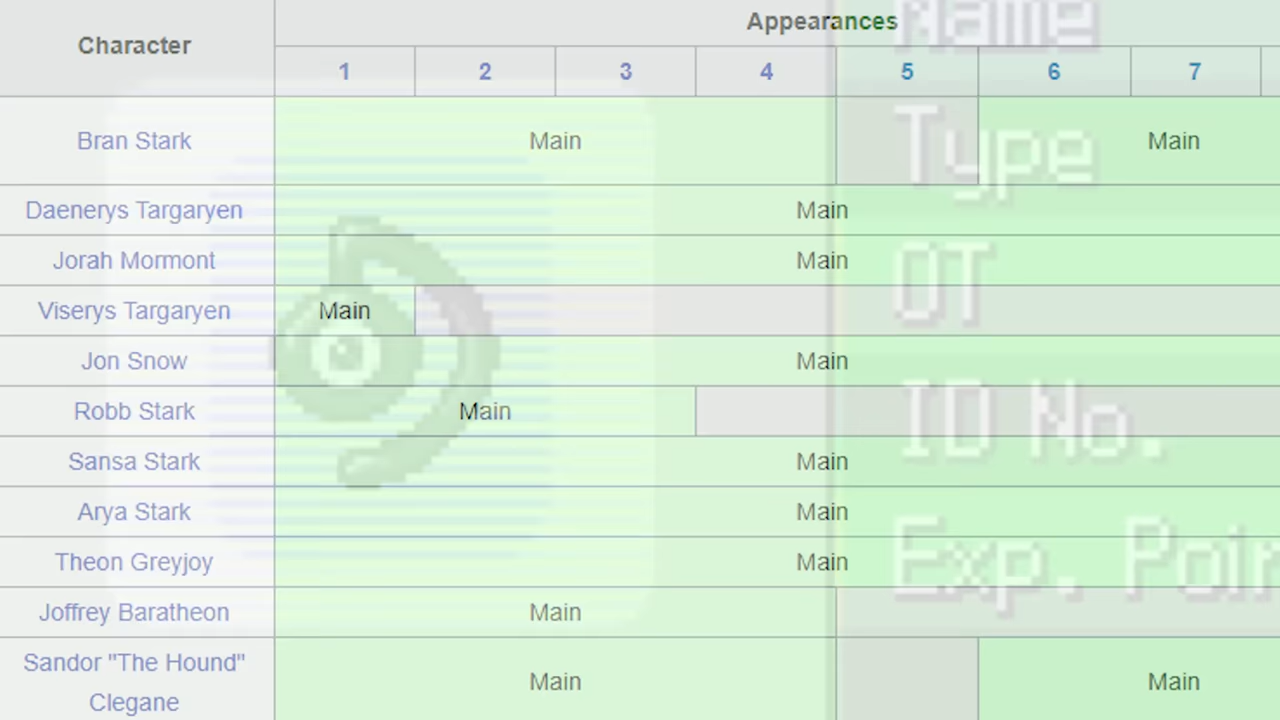 Character
Appearances
Name
1 2 3 4 5 6 7
Bran Stark Main Main
Type
Daenerys Targaryen Main
Jorah Mormont Main
OT
Viserys Targaryen Main
Jon Snow Main
Robb Stark Main
ID No.
Sansa Stark Main
Arya Stark Main
Theon Greyjoy Main
Exp.
Joffrey Baratheon Main
Sandor "The Hound"
Clegane Main Main